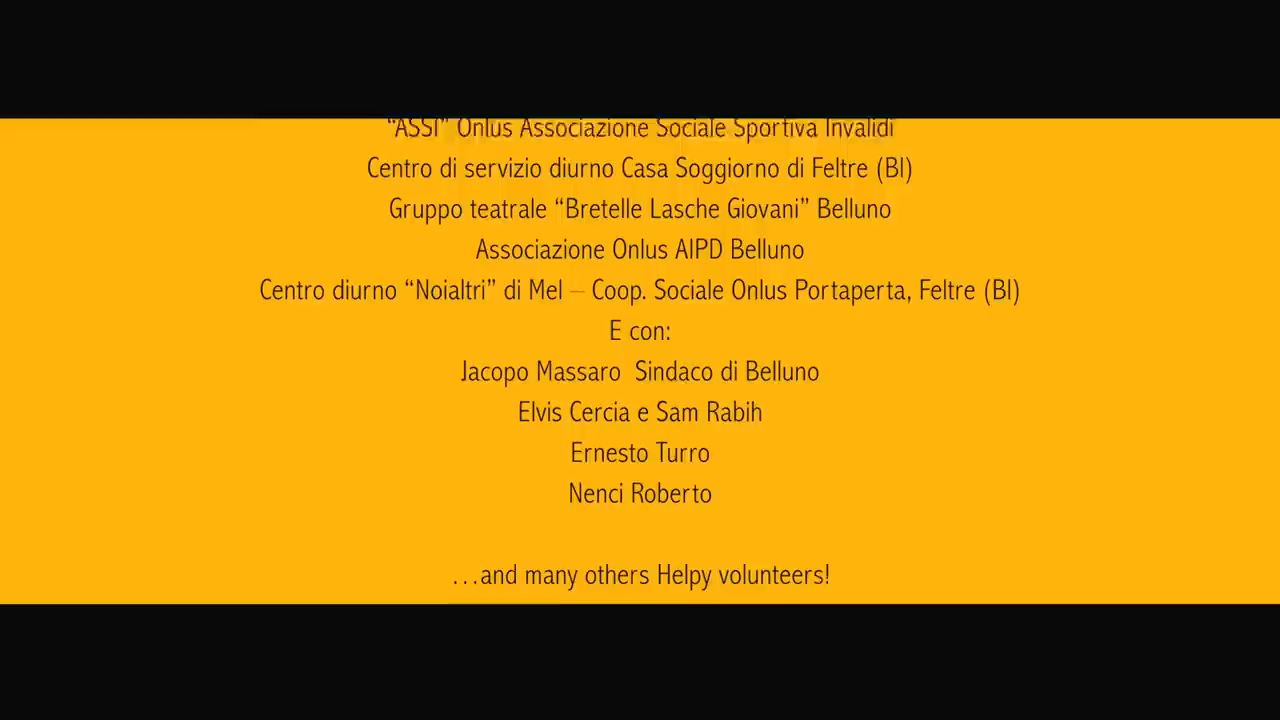 “ASSI” Onlus Associazione Sociale Sportiva Invalidi
Centro di servizio diurno Casa Soggiorno di Feltre (Bl)
Gruppo teatrale “Bretelle Lasche Giovani” Belluno
Associazione Onlus AIPD Belluno
Centro diurno “Noialtri” di Mel – Coop. Sociale Onlus Portaperta, Feltre (Bl)
E con:
Jacopo Massaro  Sindaco di Belluno
Elvis Cercia e Sam Rabih
Ernesto Turro
Nenci Roberto
...and many others Helpy volunteers!